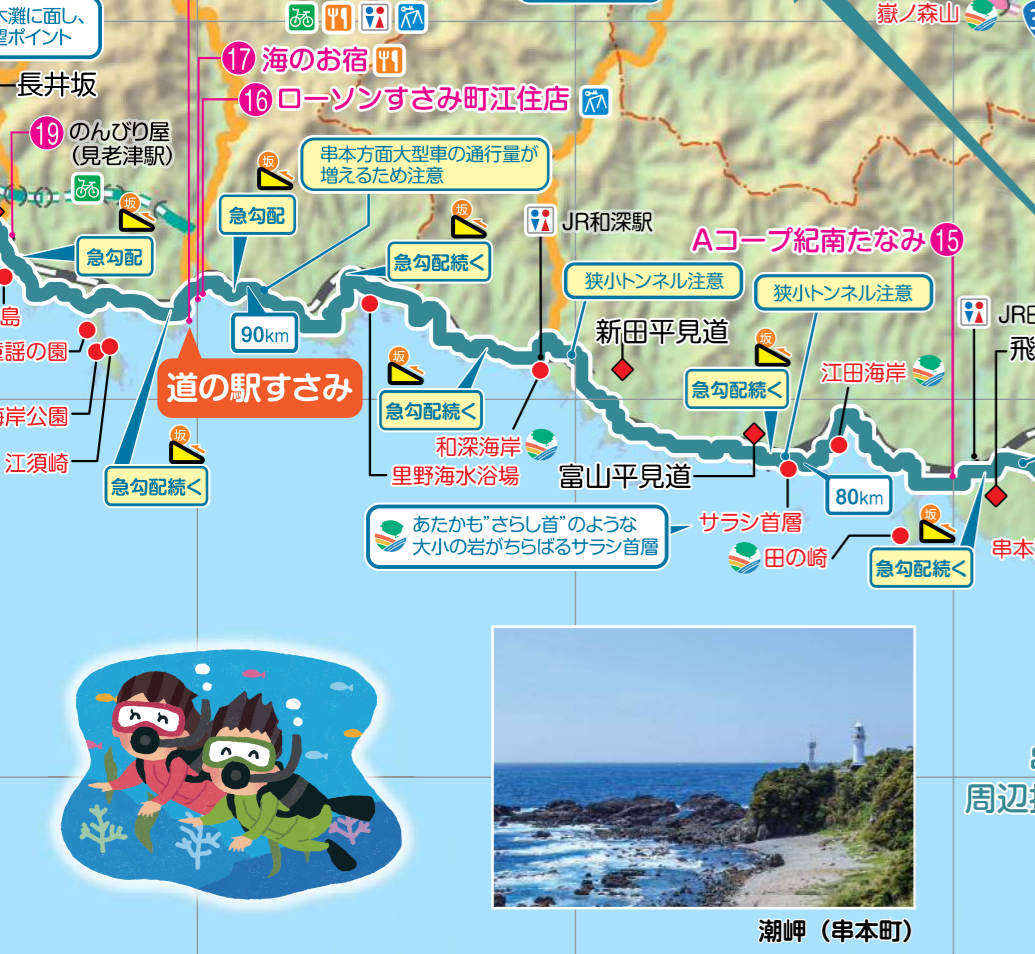 木灘に面し、
望ポイント
長井坂
嶽ノ森山
17 海のお宿
16 ローソンすさみ町江住店
19 のんびり屋
(見老津駅)
串本方面大型車の通行量が
増えるため注意
坂
坂
坂
急勾配
急勾配
急勾配続く
JR和深駅
Aコープ紀南たなみ 15
狭小トンネル注意
狭小トンネル注意
90km
新田平見道
JR
飛
島
童謡の園
道の駅すさみ
坂
坂
急勾配続く
急勾配続く
江田海岸
海岸公園
江須崎
和深海岸
里野海水浴場
富山平見道
坂
急勾配続く
80km
あたかも”さらし首”のような
大小の岩がちらばるサラシ首層
サラシ首層
田の崎
坂
急勾配続く
串本
周辺
潮岬(串本町)